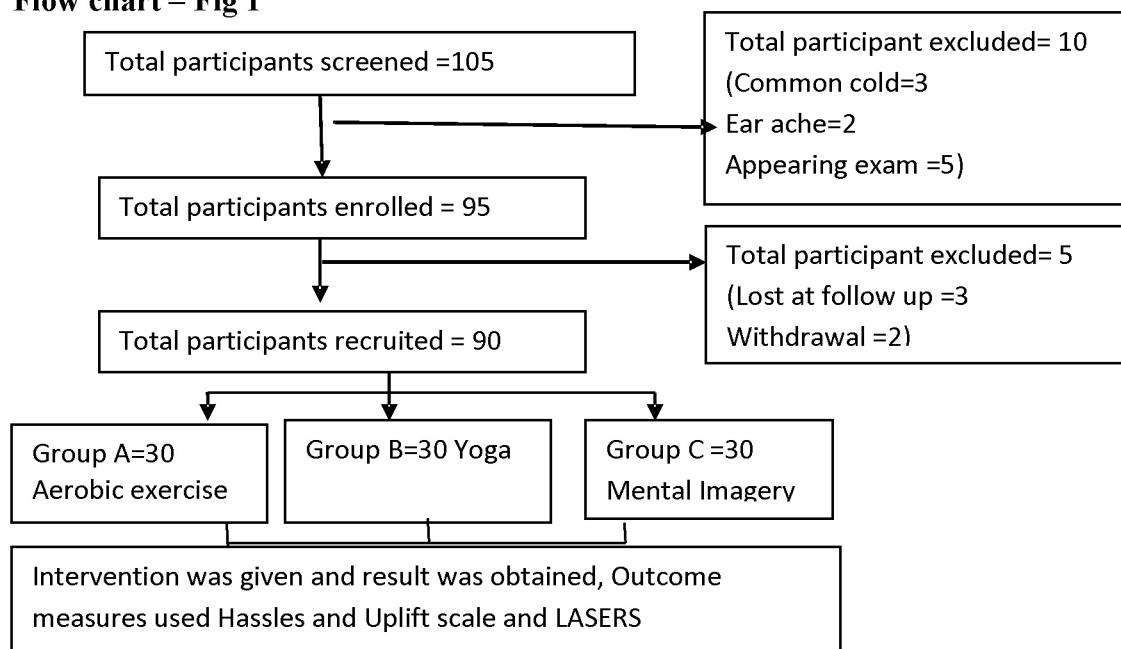 Flow chart – Fig 1
Total participants screened =105
Total participant excluded= 10
(Common cold=3
Ear ache=2
Appearing exam =5)
Total participants enrolled = 95
Total participant excluded= 5
(Lost at follow up =3
Withdrawal =2)
Total participants recruited = 90
Group A=30
Aerobic exercise
Group B=30 Yoga
Group C =30
Mental Imagery
Intervention was given and result was obtained, Outcome
measures used Hassles and Uplift scale and LASERS